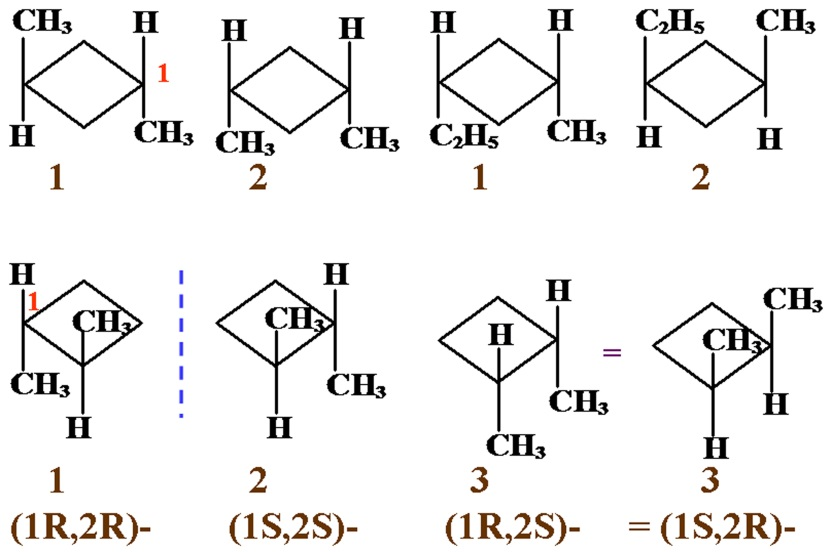 CH₃ H H H H H C₂H₅ CH₃
1
H CH₃ CH₃ CH₃ C₂H₅ CH₃ H H
1 2 1 2
H H H CH₃
1 CH₃ CH₃ H = CH₃
CH₃ CH₃ CH₃ H
H H CH₃ H
1 2 3 3
(1R,2R)- (1S,2S)- (1R,2S)- = (1S,2R)-